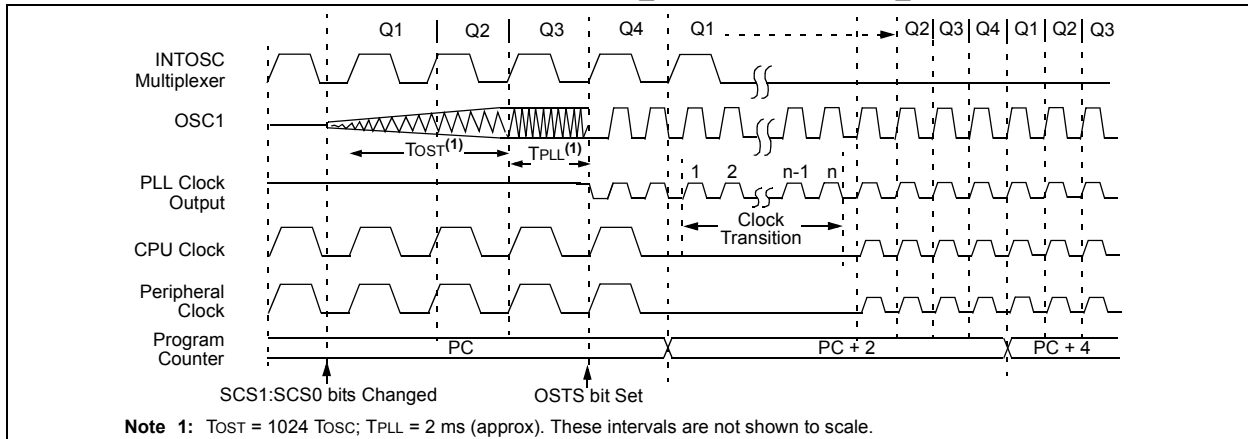 Q1 Q2 Q3 Q4 Q1 Q2 Q3 Q4 Q1 Q2 Q3
INTOSC
Multiplexer
OSC1
TOST(1) TPLL(1)
PLL Clock
Output
1 2 n-1 n
Clock
Transition
CPU Clock
Peripheral
Clock
Program
Counter
PC PC + 2 PC + 4
SCS1:SCS0 bits Changed OSTS bit Set
Note 1: TOST = 1024 TOSC; TPLL = 2 ms (approx). These intervals are not shown to scale.